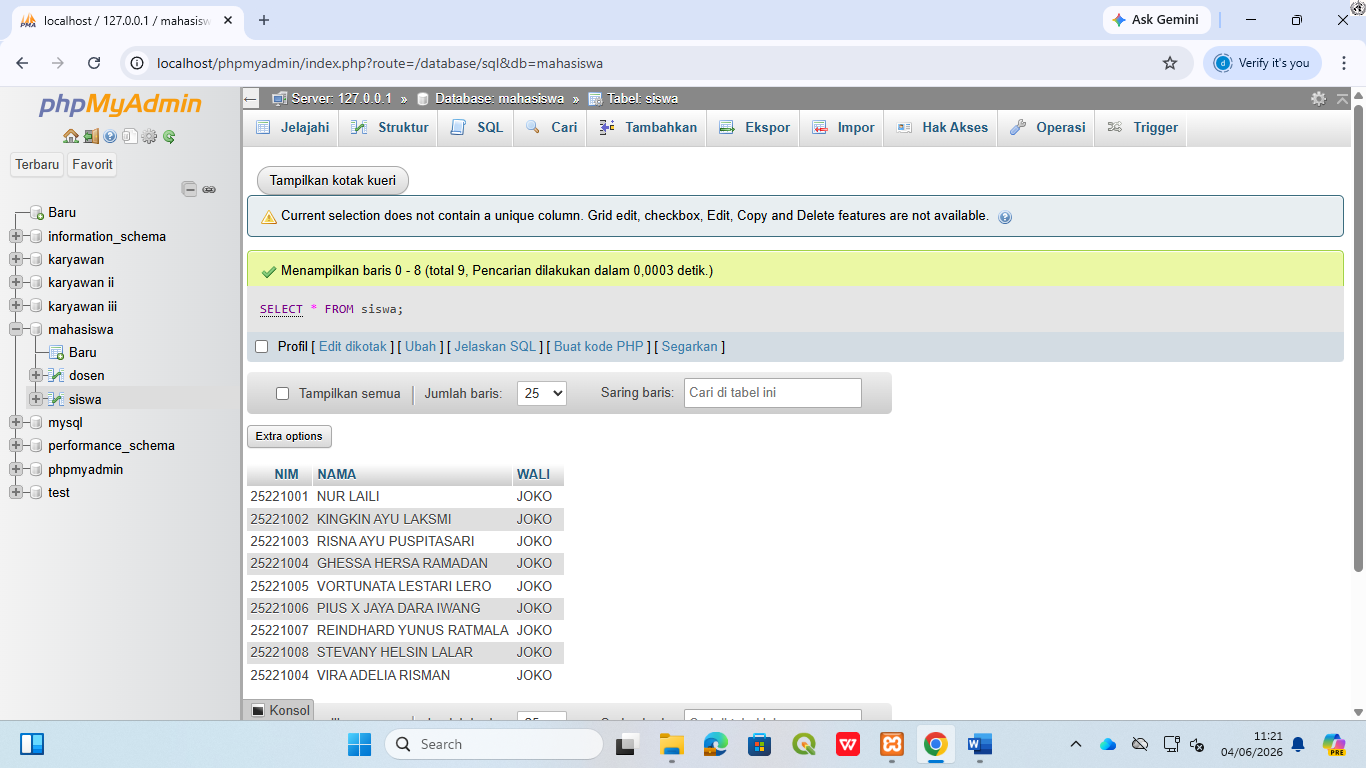 localhost / 127.0.0.1 / mahasisw
Ask Gemini
localhost/phpmyadmin/index.php?route=/database/sql&db=mahasiswa
Verify it's you
phpMyAdmin
Terbaru Favorit
Baru
information_schema
karyawan
karyawan ii
karyawan iii
mahasiswa
Baru
dosen
siswa
mysql
performance_schema
phpmyadmin
test
Server: 127.0.0.1 » Database: mahasiswa » Tabel: siswa
Jelajahi Struktur SQL Cari Tambahkan Ekspor Impor Hak Akses Operasi Trigger
Tampilkan kotak kueri
Current selection does not contain a unique column. Grid edit, checkbox, Edit, Copy and Delete features are not available.
Menampilkan baris 0 - 8 (total 9, Pencarian dilakukan dalam 0,0003 detik.)
SELECT * FROM siswa;
Profil [ Edit dikotak ] [ Ubah ] [ Jelaskan SQL ] [ Buat kode PHP ] [ Segarkan ]
Tampilkan semua Jumlah baris: 25 Saring baris: Cari di tabel ini
Extra options
NIM NAMA WALI
25221001 NUR LAILI JOKO
25221002 KINGKIN AYU LAKSMI JOKO
25221003 RISNA AYU PUSPITASARI JOKO
25221004 GHESSA HERSA RAMADAN JOKO
25221005 VORTUNATA LESTARI LERO JOKO
25221006 PIUS X JAYA DARA IWANG JOKO
25221007 REINDHARD YUNUS RATMALA JOKO
25221008 STEVANY HELSIN LALAR JOKO
25221004 VIRA ADELIA RISMAN JOKO
Konsol
Search
11:21
04/06/2026